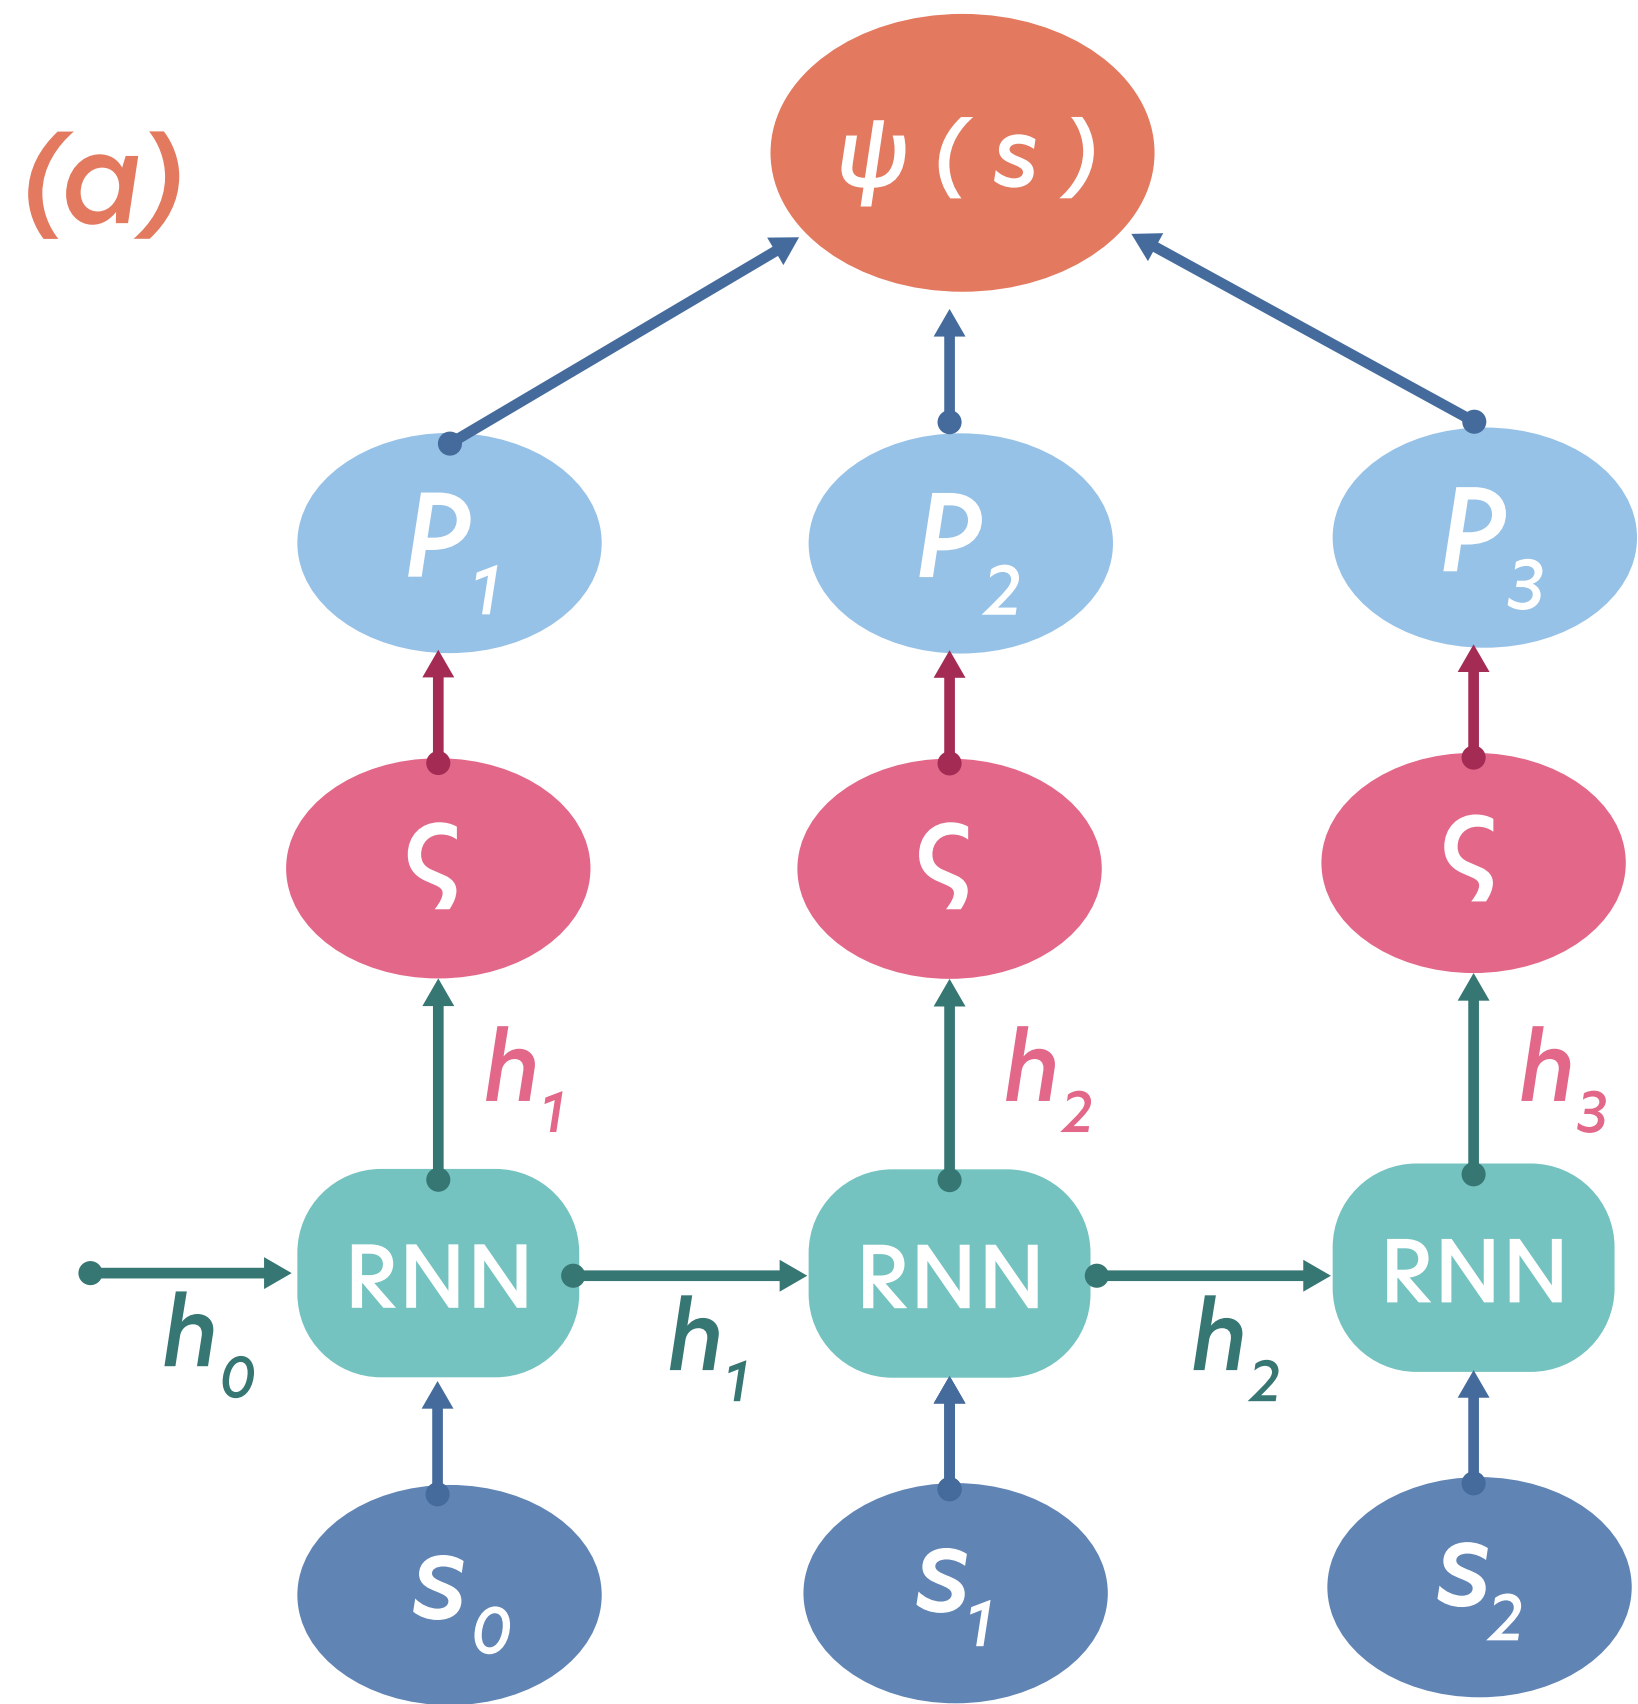 (a)
ψ(s)
P1 P2 P3
ς ς ς
h1 h2 h3
RNN RNN RNN
h0 h1 h2
s0 s1 s2